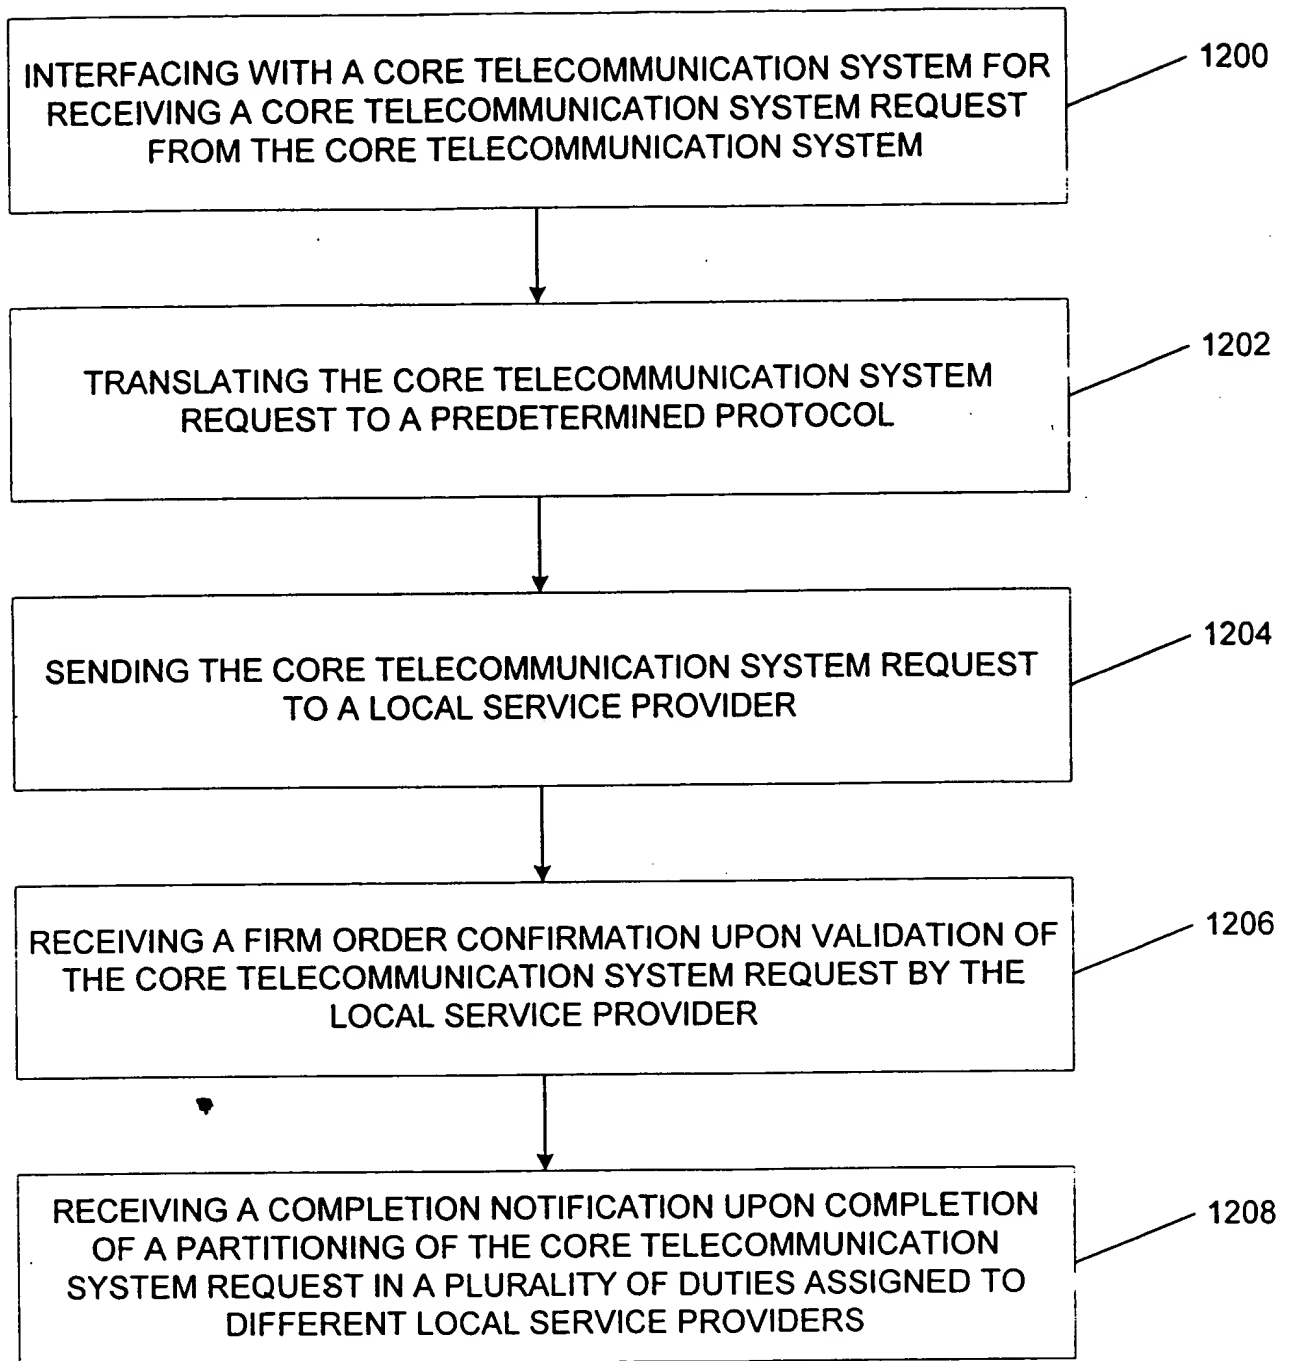 INTERFACING WITH A CORE TELECOMMUNICATION SYSTEM FOR
RECEIVING A CORE TELECOMMUNICATION SYSTEM REQUEST
FROM THE CORE TELECOMMUNICATION SYSTEM
1200
TRANSLATING THE CORE TELECOMMUNICATION SYSTEM
REQUEST TO A PREDETERMINED PROTOCOL
1202
SENDING THE CORE TELECOMMUNICATION SYSTEM REQUEST
TO A LOCAL SERVICE PROVIDER
1204
RECEIVING A FIRM ORDER CONFIRMATION UPON VALIDATION OF
THE CORE TELECOMMUNICATION SYSTEM REQUEST BY THE
LOCAL SERVICE PROVIDER
1206
RECEIVING A COMPLETION NOTIFICATION UPON COMPLETION
OF A PARTITIONING OF THE CORE TELECOMMUNICATION
SYSTEM REQUEST IN A PLURALITY OF DUTIES ASSIGNED TO
DIFFERENT LOCAL SERVICE PROVIDERS
1208